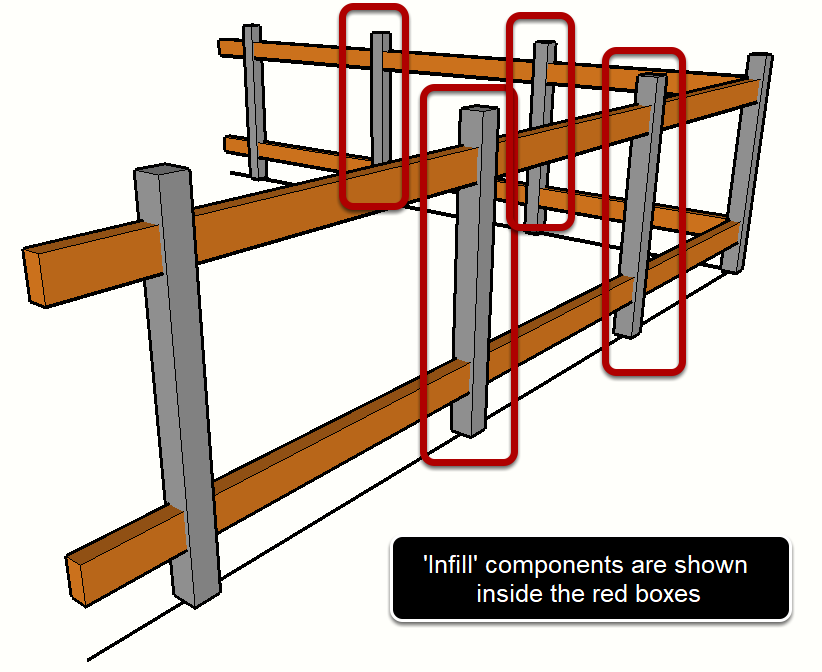 'Infill' components are shown
inside the red boxes